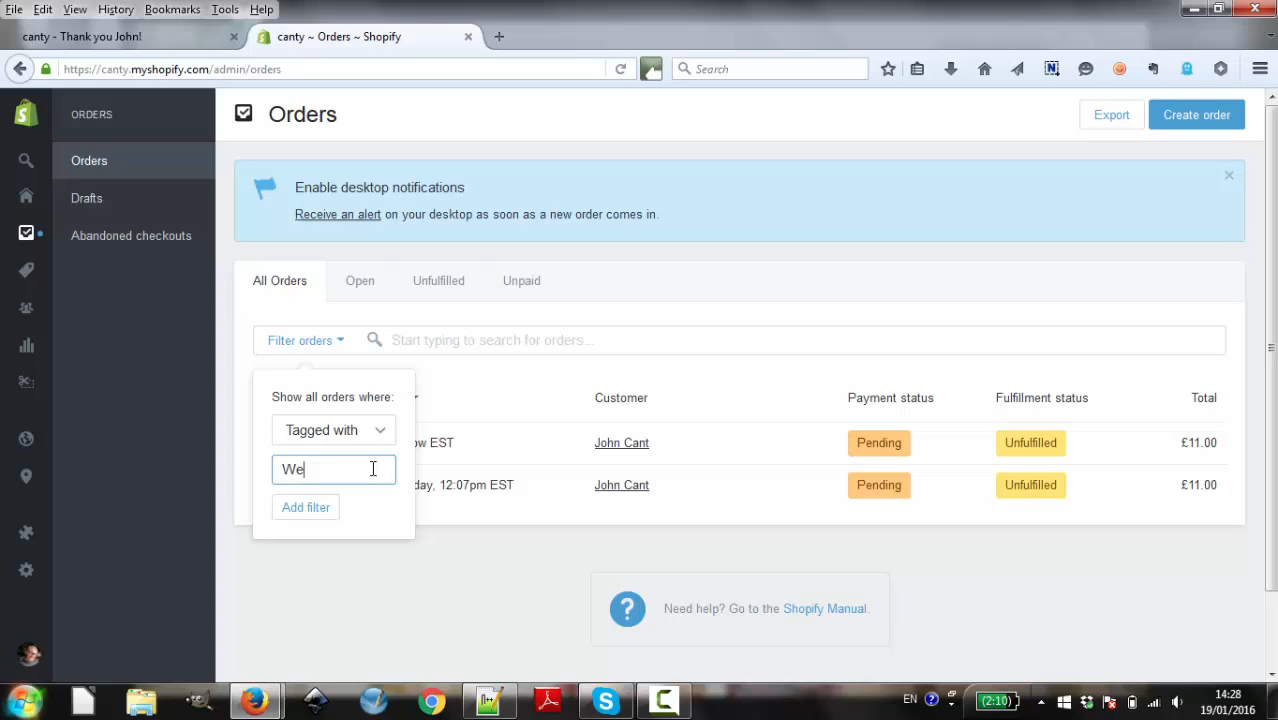 File Edit View History Bookmarks Tools Help
canty - Thank you John!
canty ~ Orders ~ Shopify
https://canty.myshopify.com/admin/orders
Search
ORDERS
Orders
Drafts
Abandoned checkouts
Orders
Export
Create order
Enable desktop notifications
Receive an alert on your desktop as soon as a new order comes in.
All Orders Open Unfulfilled Unpaid
Filter orders
Start typing to search for orders...
Show all orders where:
Tagged with
We
Add filter
Customer Payment status Fulfillment status Total
ow EST John Cant Pending Unfulfilled £11.00
day, 12:07pm EST John Cant Pending Unfulfilled £11.00
? Need help? Go to the Shopify Manual.
EN ? (2:10) 14:28
19/01/2016